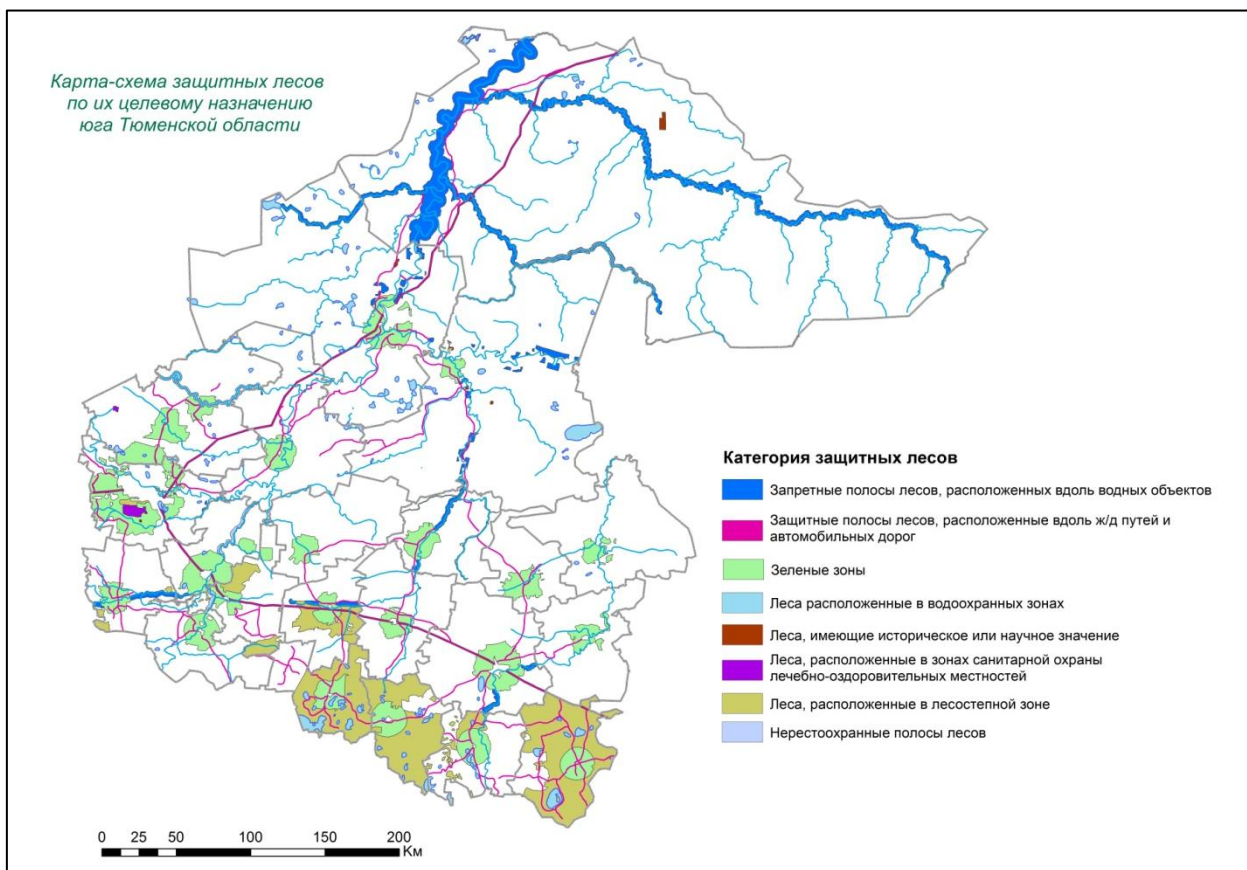 Карта-схема защитных лесов
по их целевому назначению
юга Тюменской области
Категория защитных лесов
Запретные полосы лесов, расположенных вдоль водных объектов
Защитные полосы лесов, расположенные вдоль ж/д путей и
автомобильных дорог
Зеленые зоны
Леса расположенные в водоохранных зонах
Леса, имеющие историческое или научное значение
Леса, расположенные в зонах санитарной охраны
лечебно-оздоровительных местностей
Леса, расположенные в лесостепной зоне
Нерестоохранные полосы лесов
0 25 50 100 150 200
Км